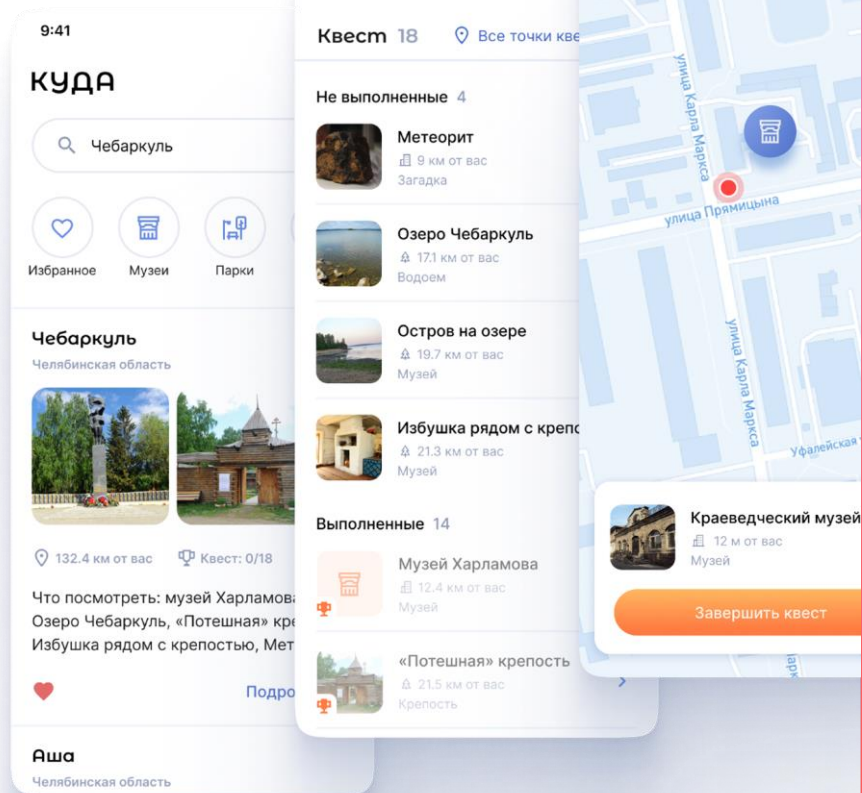 9:41
КУДА
Чебаркуль
Избранное
Музеи
Парки
Чебаркуль
Челябинская область
132.4 км от вас
Квест: 0/18
Что посмотреть: музей Харламова
Озеро Чебаркуль, «Потешная» кре
Избушка рядом с крепостью, Мет
Подро
Аша
Челябинская область
Квест 18
Все точки кве
Не выполненные 4
Метеорит
9 км от вас
Загадка
Озеро Чебаркуль
17.1 км от вас
Водоем
Остров на озере
19.7 км от вас
Музей
Избушка рядом с крепо
21.3 км от вас
Музей
Выполненные 14
Музей Харламова
12.4 км от вас
Музей
«Потешная» крепость
21.5 км от вас
Крепость
улица Карла Маркса
улица Прямицына
улица Карла Маркса
Уфалейская
Краеведческий музей
12 м от вас
Музей
Завершить квест